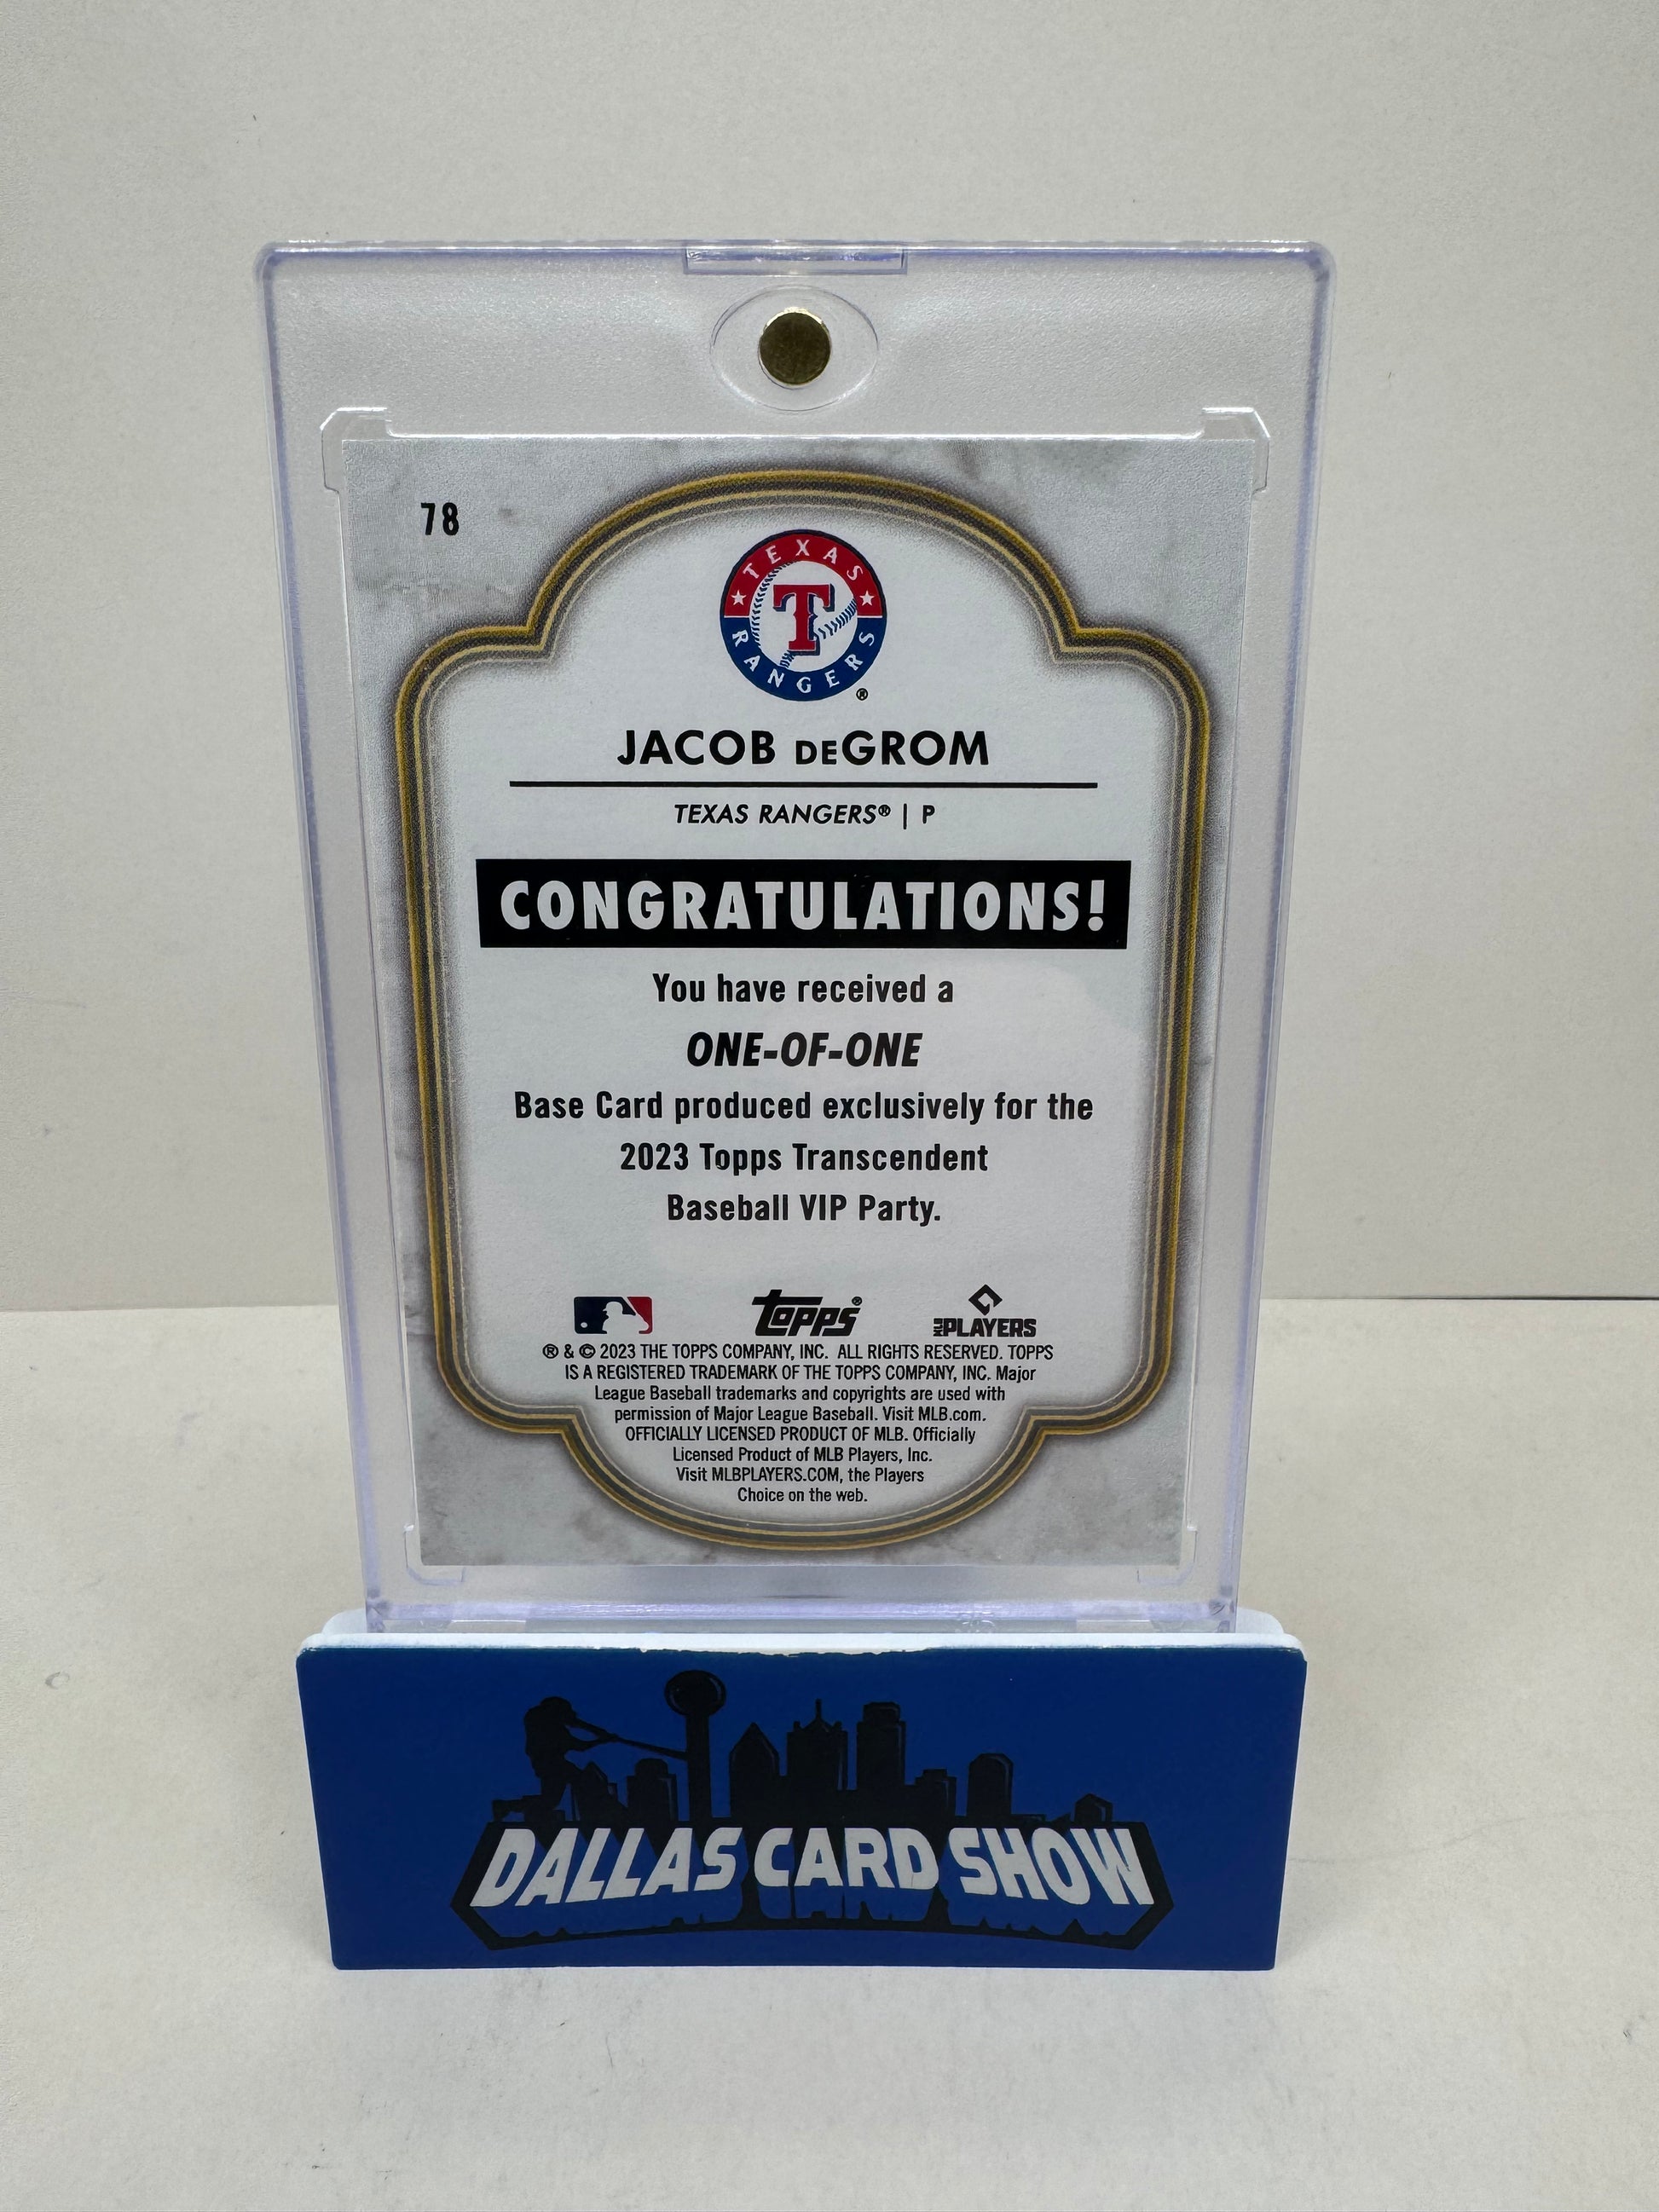 78
TEXAS
T
RANGERS®
JACOB DEGROM
TEXAS RANGERS® | P
CONGRATULATIONS!
You have received a
ONE-OF-ONE
Base Card produced exclusively for the
2023 Topps Transcendent
Baseball VIP Party.
topps®
MLB PLAYERS
® & © 2023 THE TOPPS COMPANY, INC. ALL RIGHTS RESERVED. TOPPS
IS A REGISTERED TRADEMARK OF THE TOPPS COMPANY, INC. Major
League Baseball trademarks and copyrights are used with
permission of Major League Baseball. Visit MLB.com.
OFFICIALLY LICENSED PRODUCT OF MLB. Officially
Licensed Product of MLB Players, Inc.
Visit MLBPLAYERS.COM, the Players
Choice on the web.
DALLAS CARD SHOW